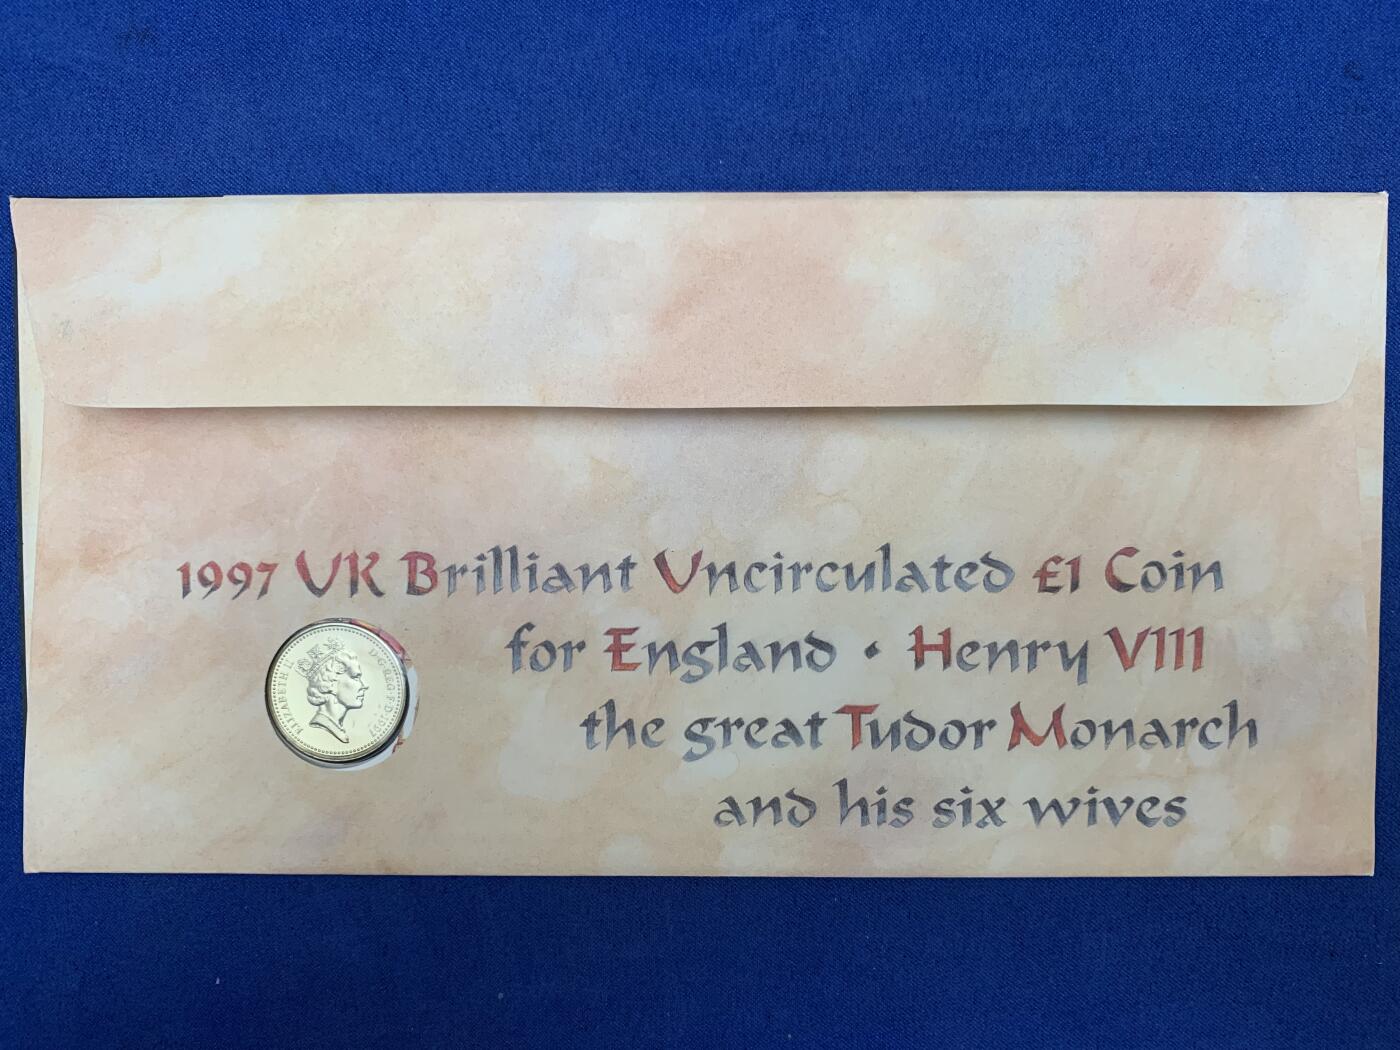 1997 UK Brilliant Uncirculated £1 Coin
for England · Henry VIII
the great Tudor Monarch
and his six wives
ELIZABETH II D·G·REG·F·D·1997